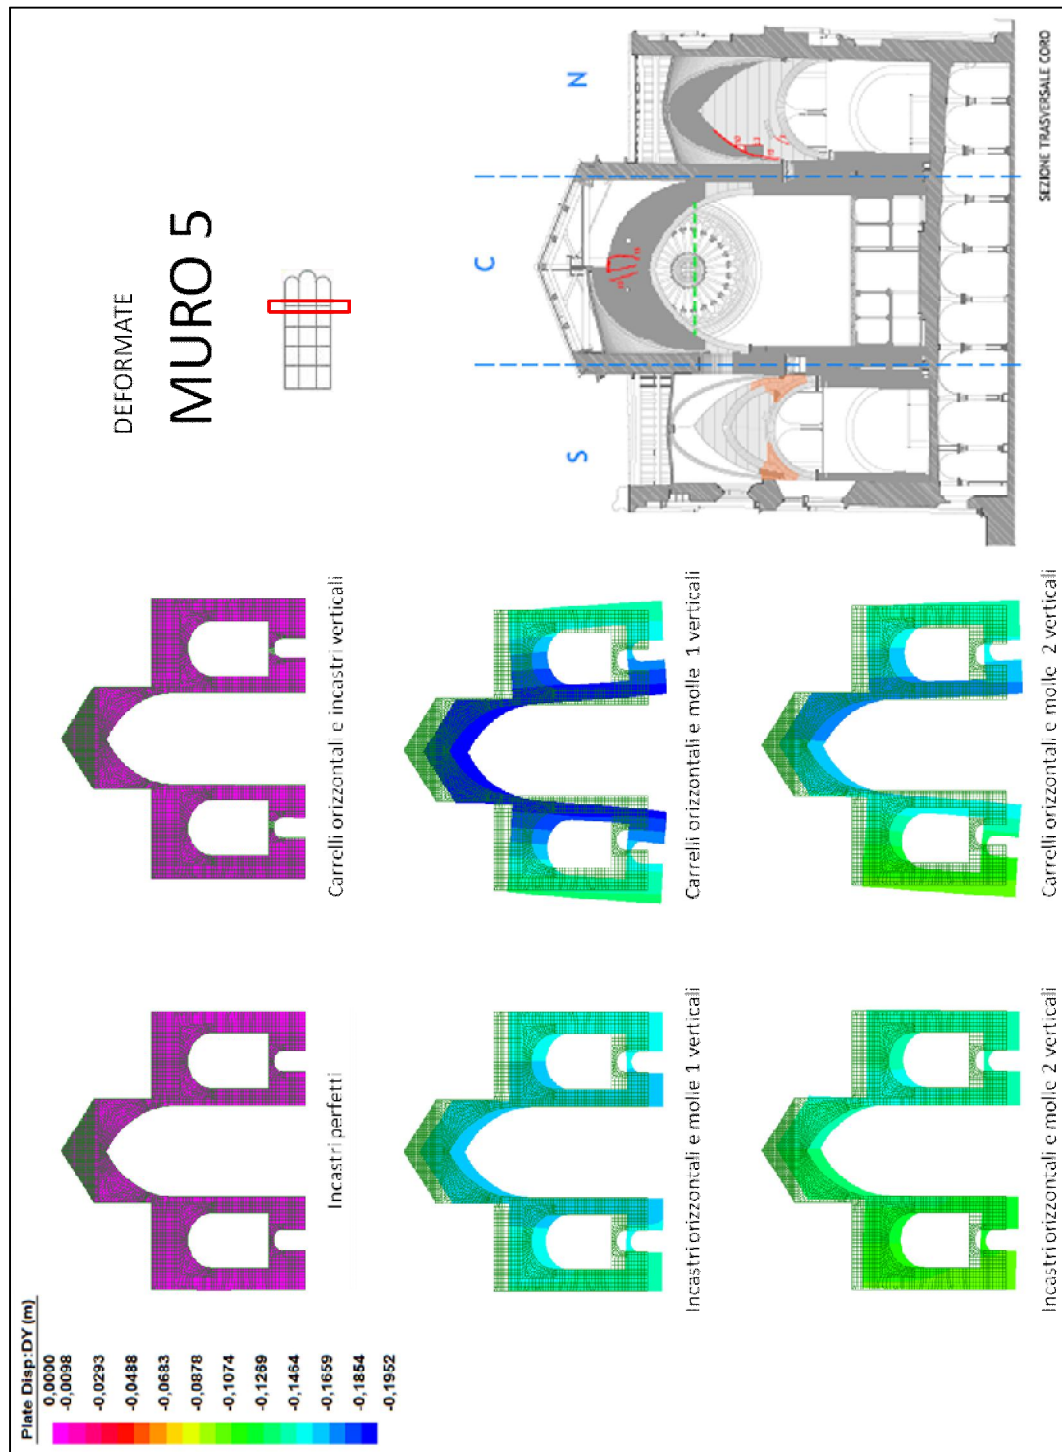 DEFORMATE
MURO 5
Plate Disp:DY (m)
0,0000
-0,0098
-0,0293
-0,0488
-0,0683
-0,0878
-0,1074
-0,1269
-0,1464
-0,1659
-0,1854
-0,1952
Incastri perfetti
Carrelli orizzontali e incastri verticali
Incastri orizzontali e molle 1 verticali
Carrelli orizzontali e molle 1 verticali
Incastri orizzontali e molle 2 verticali
Carrelli orizzontali e molle 2 verticali
S
C
N
SEZIONE TRASVERSALE CORO